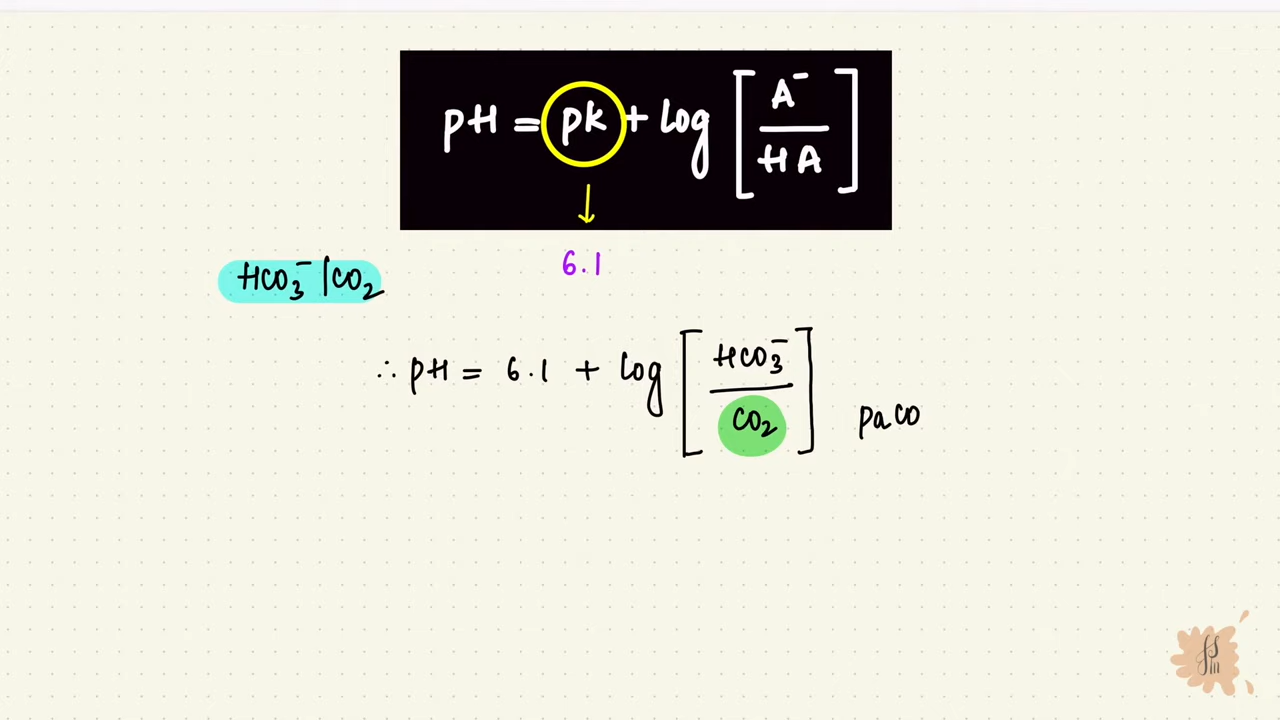 pH = pk + log [ A⁻ / HA ]
6.1
HCO₃⁻ | CO₂
∴ pH = 6.1 + log [ HCO₃⁻ / CO₂ ] paco